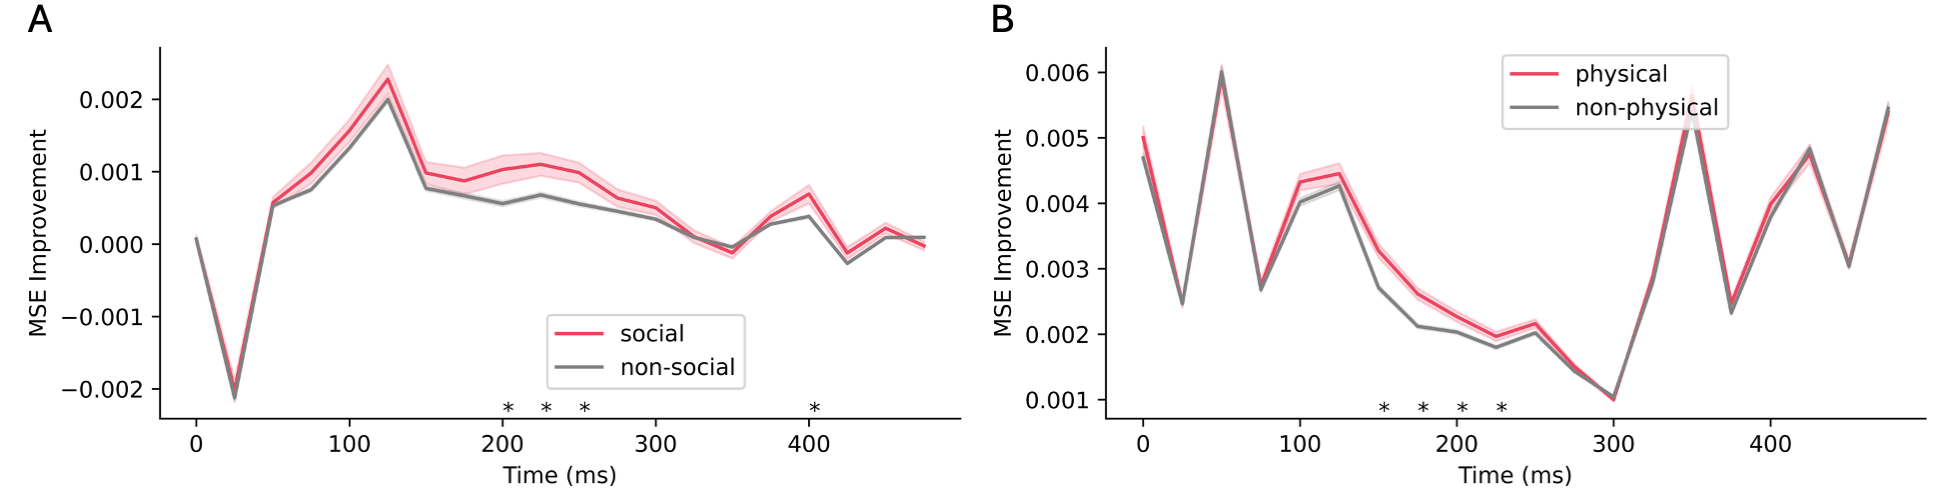 A
MSE Improvement
0.002
0.001
0.000
−0.001
−0.002
social
non-social
* * * *
0 100 200 300 400
Time (ms)
B
MSE Improvement
0.006
0.005
0.004
0.003
0.002
0.001
physical
non-physical
* * * *
0 100 200 300 400
Time (ms)